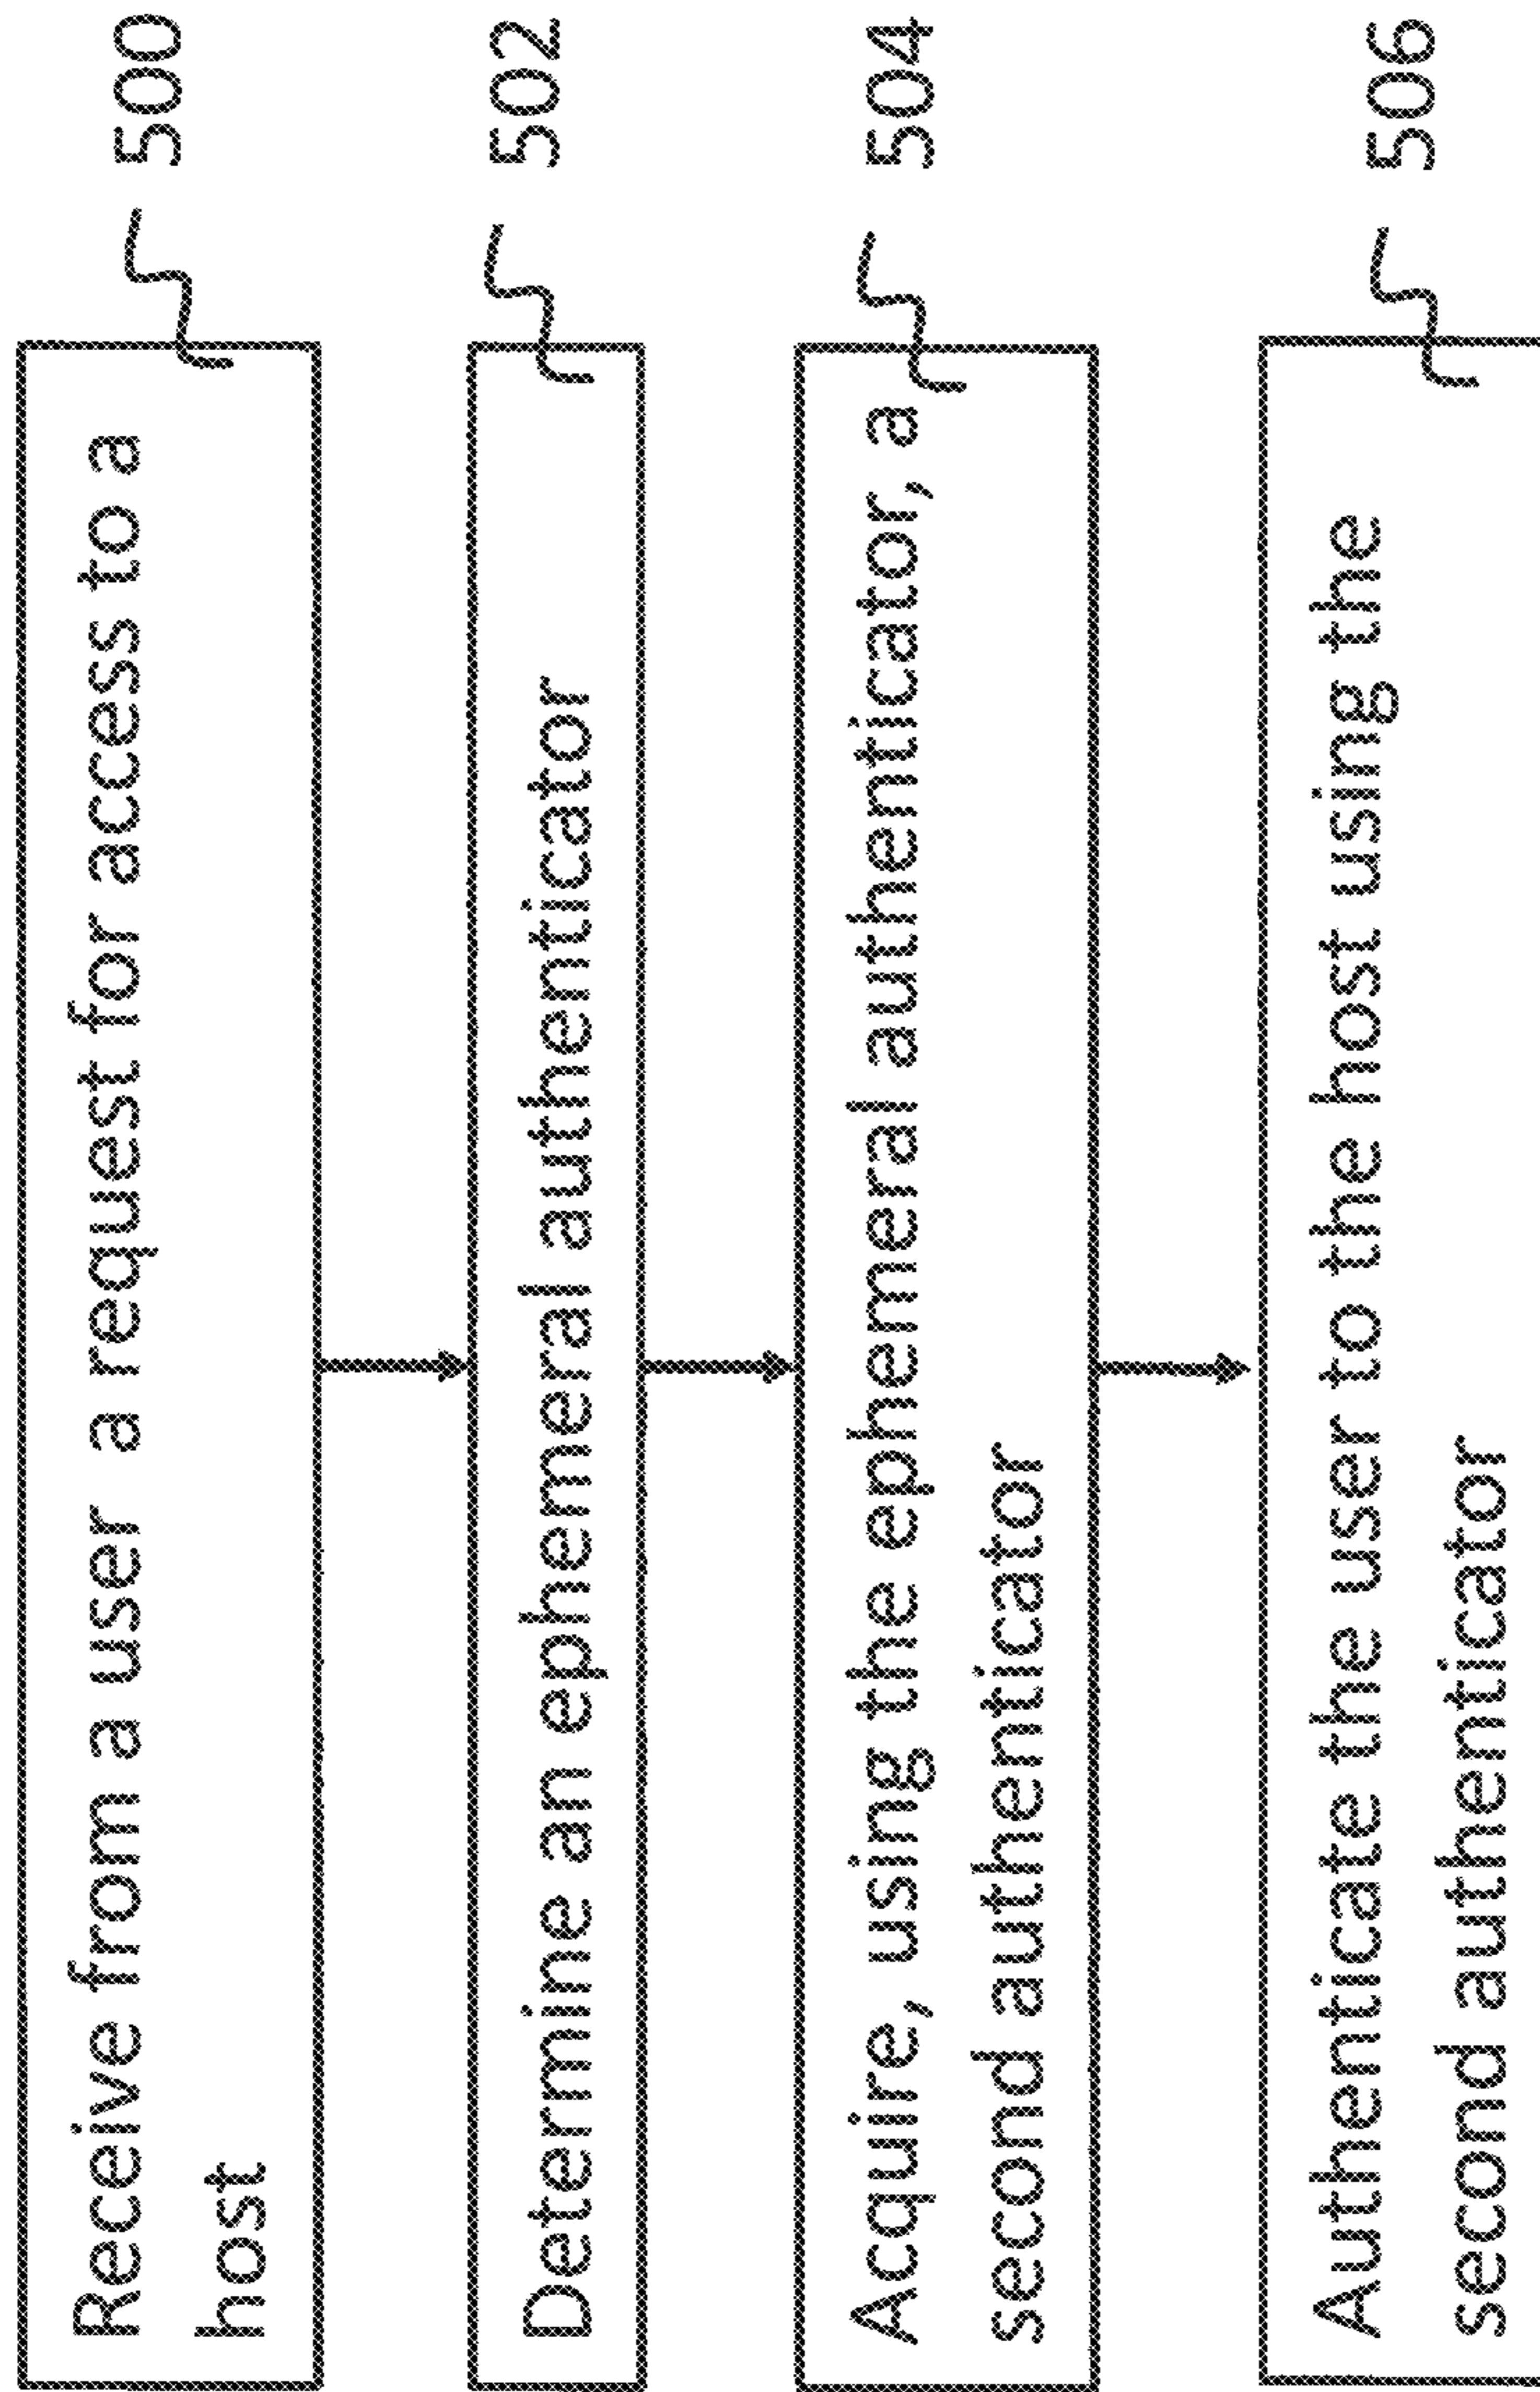 Receive from a user a request for access to a
host
500
Determine an ephemeral authenticator
502
Acquire, using the ephemeral authenticator, a
second authenticator
504
Authenticate the user to the host using the
second authenticator
506